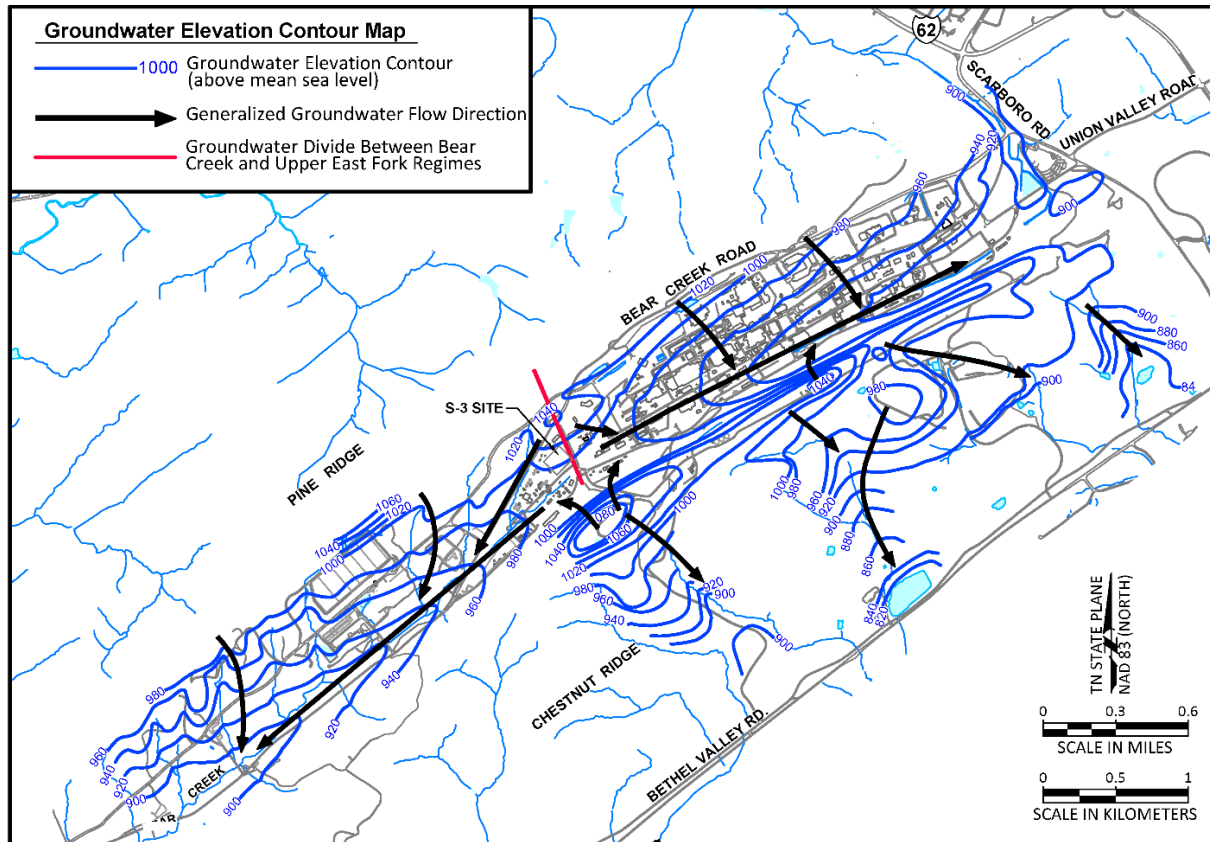 Groundwater Elevation Contour Map
1000 Groundwater Elevation Contour
(above mean sea level)
Generalized Groundwater Flow Direction
Groundwater Divide Between Bear
Creek and Upper East Fork Regimes
62
SCARBORO RD
UNION VALLEY ROAD
900
940
920
960
900
980
BEAR CREEK ROAD
1000
1020
900
880
860
84
1040
980
900
S-3 SITE
1040
1020
PINE RIDGE
1000
980
960
920
900
880
860
840
820
1000
1080
1060
1040
1020
1000
980
960
940
920
900
900
1060
1020
1040
1000
980
960
940
920
980
960
940
920
900
900
CREEK
CHESTNUT RIDGE
BETHEL VALLEY RD.
TN STATE PLANE
NAD 83 (NORTH)
0 0.3 0.6
SCALE IN MILES
0 0.5 1
SCALE IN KILOMETERS